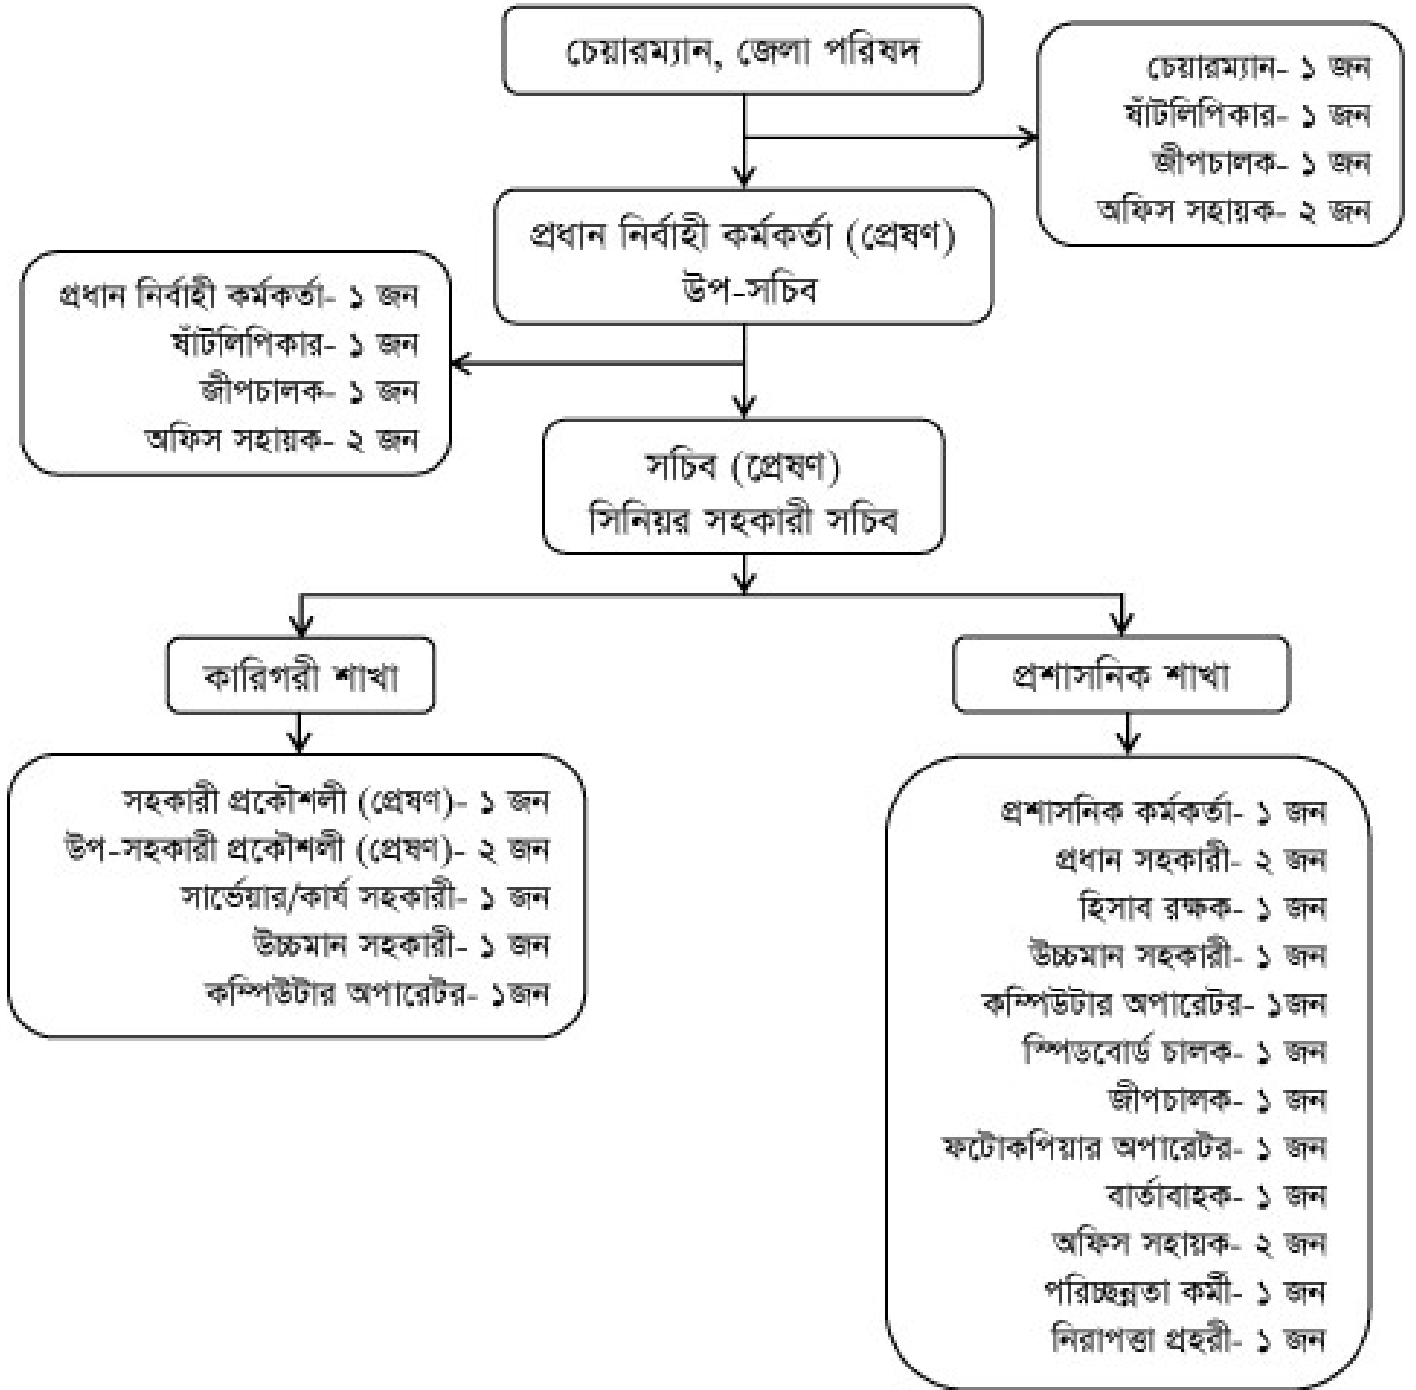 চেয়ারম্যান, জেলা পরিষদ
চেয়ারম্যান- ১ জন
ষাঁটলিপিকার- ১ জন
জীপচালক- ১ জন
অফিস সহায়ক- ২ জন
প্রধান নির্বাহী কর্মকর্তা (প্রেষণ)
উপ-সচিব
প্রধান নির্বাহী কর্মকর্তা- ১ জন
ষাঁটলিপিকার- ১ জন
জীপচালক- ১ জন
অফিস সহায়ক- ২ জন
সচিব (প্রেষণ)
সিনিয়র সহকারী সচিব
কারিগরী শাখা
সহকারী প্রকৌশলী (প্রেষণ)- ১ জন
উপ-সহকারী প্রকৌশলী (প্রেষণ)- ২ জন
সার্ভেয়ার/কার্য সহকারী- ১ জন
উচ্চমান সহকারী- ১ জন
কম্পিউটার অপারেটর- ১জন
প্রশাসনিক শাখা
প্রশাসনিক কর্মকর্তা- ১ জন
প্রধান সহকারী- ২ জন
হিসাব রক্ষক- ১ জন
উচ্চমান সহকারী- ১ জন
কম্পিউটার অপারেটর- ১জন
স্পিডবোর্ড চালক- ১ জন
জীপচালক- ১ জন
ফটোকপিয়ার অপারেটর- ১ জন
বার্তাবাহক- ১ জন
অফিস সহায়ক- ২ জন
পরিচ্ছন্নতা কর্মী- ১ জন
নিরাপত্তা প্রহরী- ১ জন